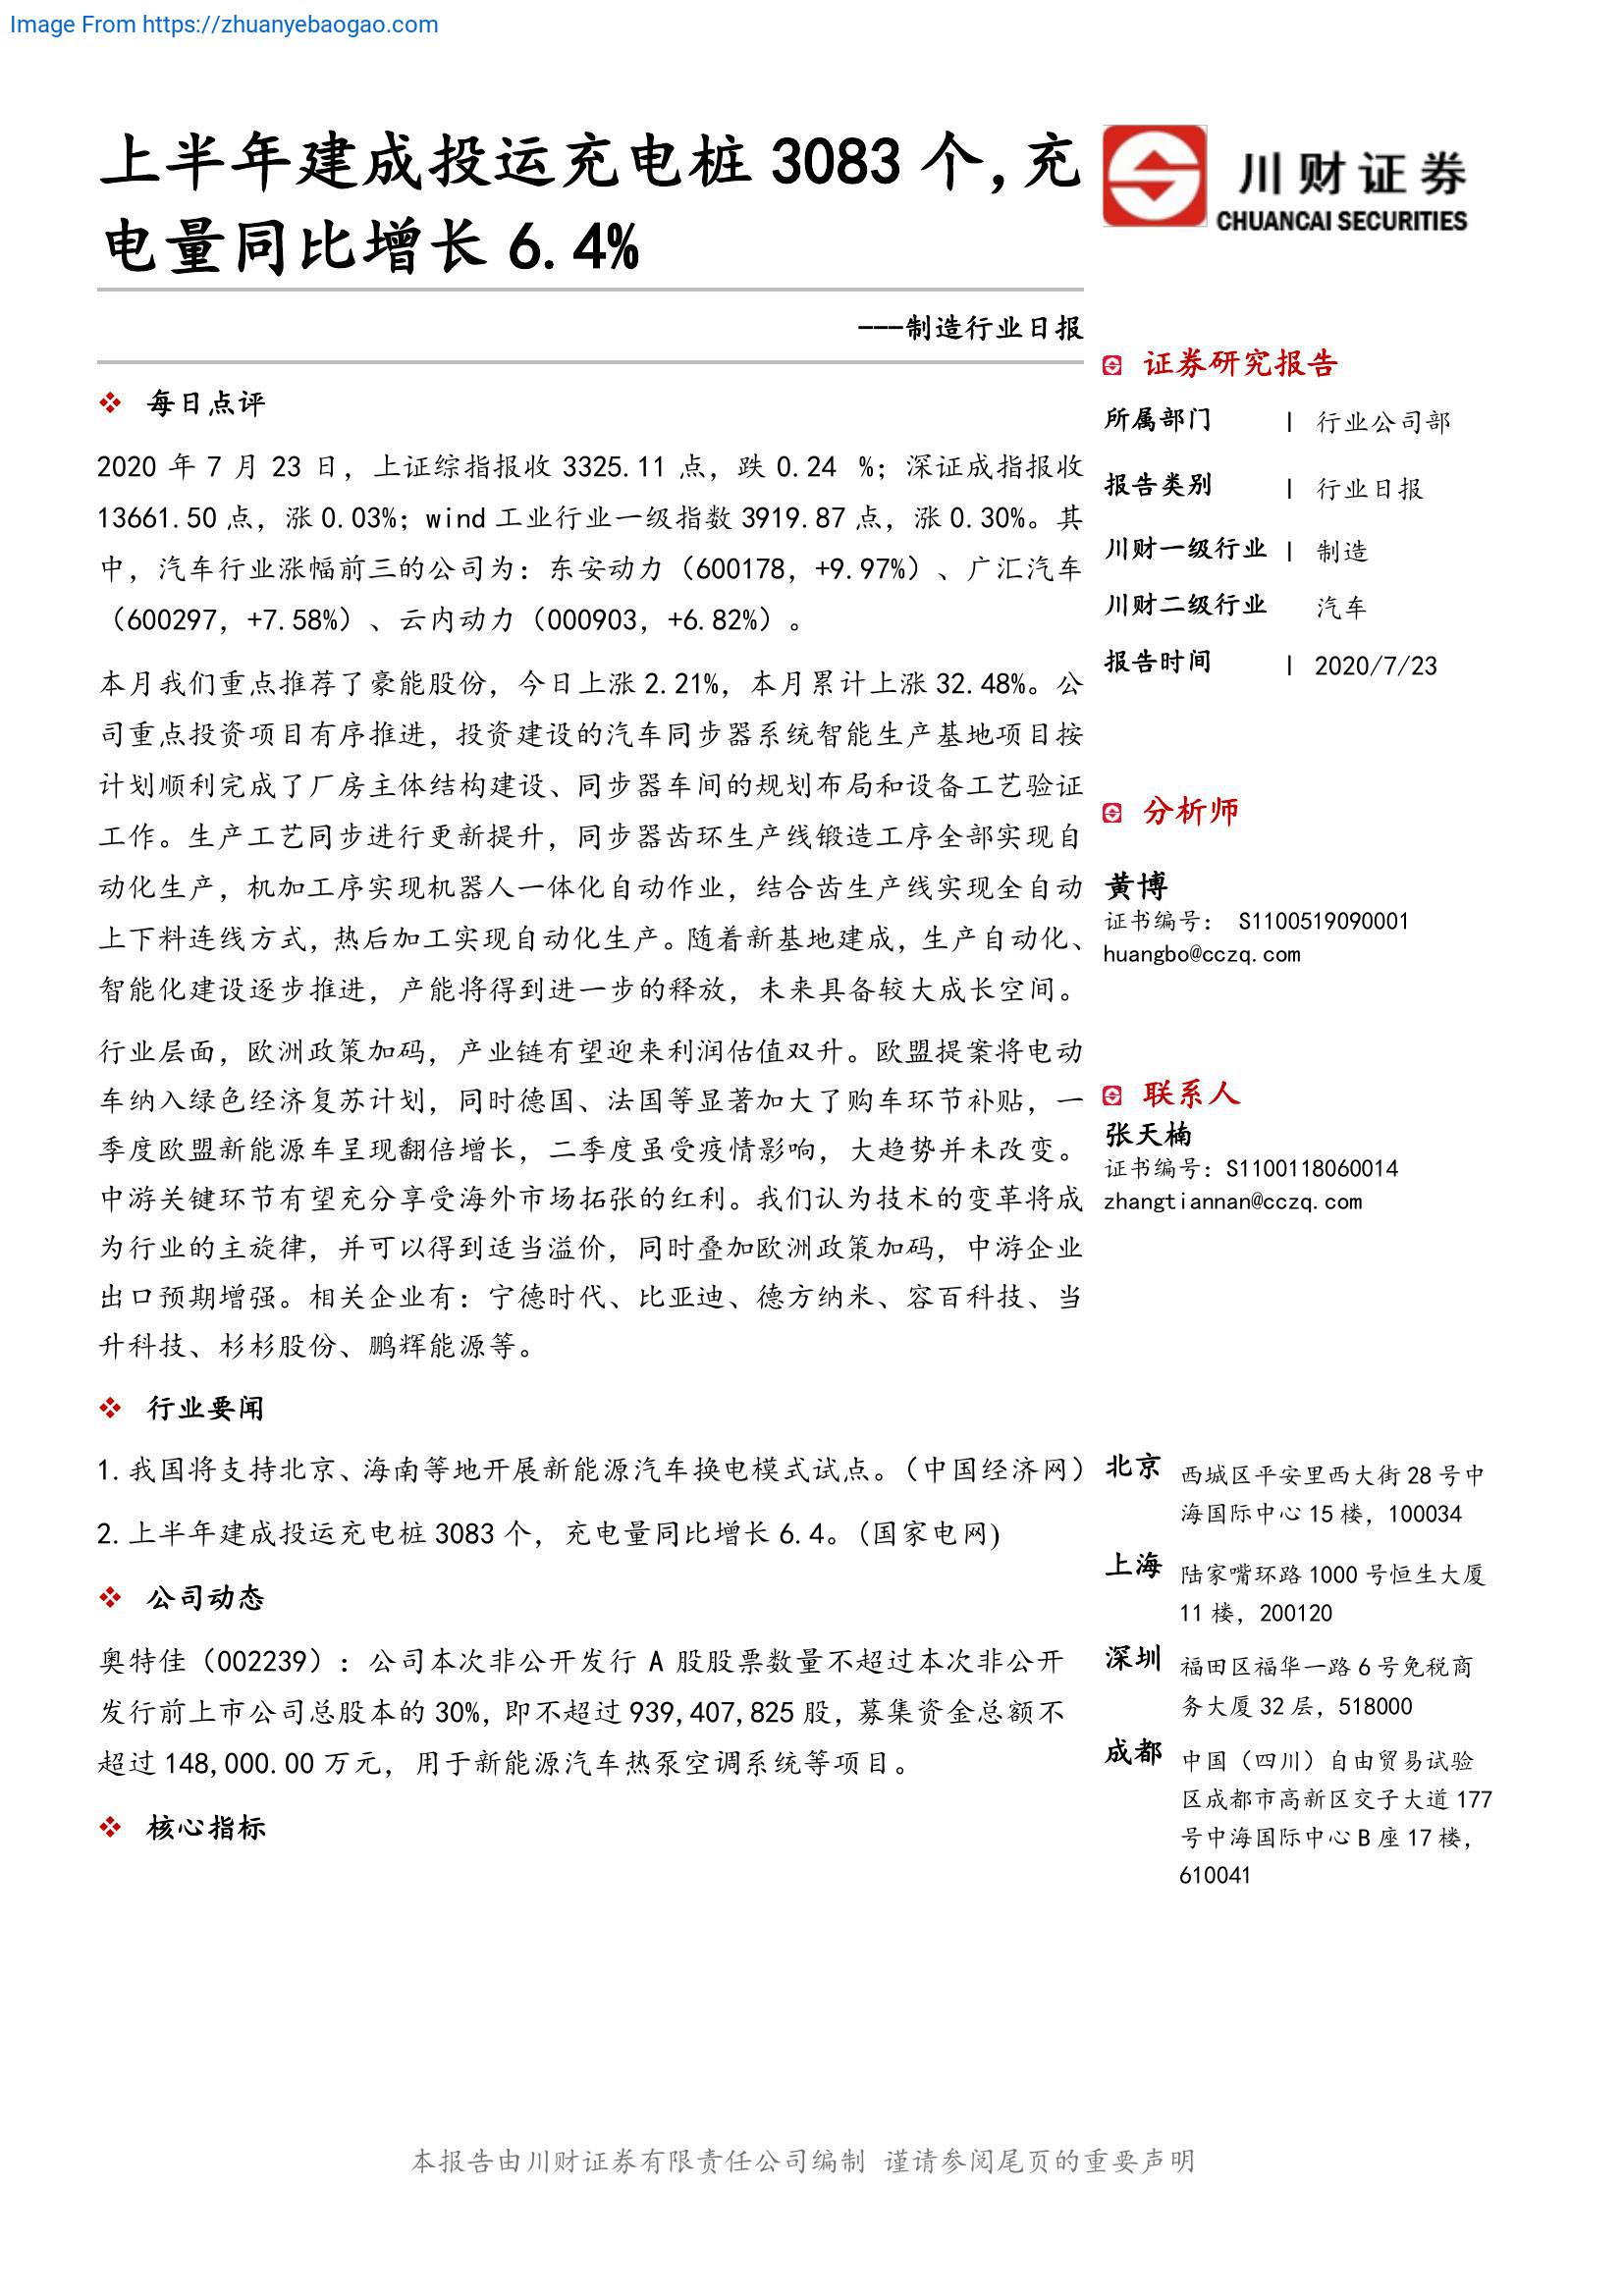 Image From https://zhuanyebaogao.com
上半年建成投运充电桩 3083 个,充
电量同比增长 6.4%
———制造行业日报
每日点评
2020 年 7 月 23 日，上证综指报收 3325.11 点，跌 0.24 %；深证成指报收
13661.50 点，涨 0.03%；wind 工业行业一级指数 3919.87 点，涨 0.30%。其
中，汽车行业涨幅前三的公司为：东安动力（600178，+9.97%）、广汇汽车
（600297，+7.58%）、云内动力（000903，+6.82%）。
本月我们重点推荐了豪能股份，今日上涨 2.21%，本月累计上涨 32.48%。公
司重点投资项目有序推进，投资建设的汽车同步器系统智能生产基地项目按
计划顺利完成了厂房主体结构建设、同步器车间的规划布局和设备工艺验证
工作。生产工艺同步进行更新提升，同步器齿环生产线锻造工序全部实现自
动化生产，机加工序实现机器人一体化自动作业，结合齿生产线实现全自动
上下料连线方式，热后加工实现自动化生产。随着新基地建成，生产自动化、
智能化建设逐步推进，产能将得到进一步的释放，未来具备较大成长空间。
行业层面，欧洲政策加码，产业链有望迎来利润估值双升。欧盟提案将电动
车纳入绿色经济复苏计划，同时德国、法国等显著加大了购车环节补贴，一
季度欧盟新能源车呈现翻倍增长，二季度虽受疫情影响，大趋势并未改变。
中游关键环节有望充分享受海外市场拓张的红利。我们认为技术的变革将成
为行业的主旋律，并可以得到适当溢价，同时叠加欧洲政策加码，中游企业
出口预期增强。相关企业有：宁德时代、比亚迪、德方纳米、容百科技、当
升科技、杉杉股份、鹏辉能源等。
行业要闻
1.我国将支持北京、海南等地开展新能源汽车换电模式试点。（中国经济网）
2.上半年建成投运充电桩 3083 个，充电量同比增长 6.4。（国家电网)
公司动态
奥特佳（002239）：公司本次非公开发行 A 股股票数量不超过本次非公开
发行前上市公司总股本的 30%,即不超过 939,407,825 股,募集资金总额不
超过 148,000.00 万元，用于新能源汽车热泵空调系统等项目。
核心指标
川财证券
CHUANCAI SECURITIES
证券研究报告
所属部门 | 行业公司部
报告类别 | 行业日报
川财一级行业 | 制造
川财二级行业 汽车
报告时间 | 2020/7/23
分析师
黄博
证书编号： S1100519090001
huangbo@cczq.com
联系人
张天楠
证书编号：S1100118060014
zhangtiannan@cczq.com
北京 西城区平安里西大街 28 号中
海国际中心 15 楼，100034
上海 陆家嘴环路 1000 号恒生大厦
11 楼，200120
深圳 福田区福华一路 6 号免税商
务大厦 32 层，518000
成都 中国（四川）自由贸易试验
区成都市高新区交子大道 177
号中海国际中心 B 座 17 楼，
610041
本报告由川财证券有限责任公司编制 谨请参阅尾页的重要声明